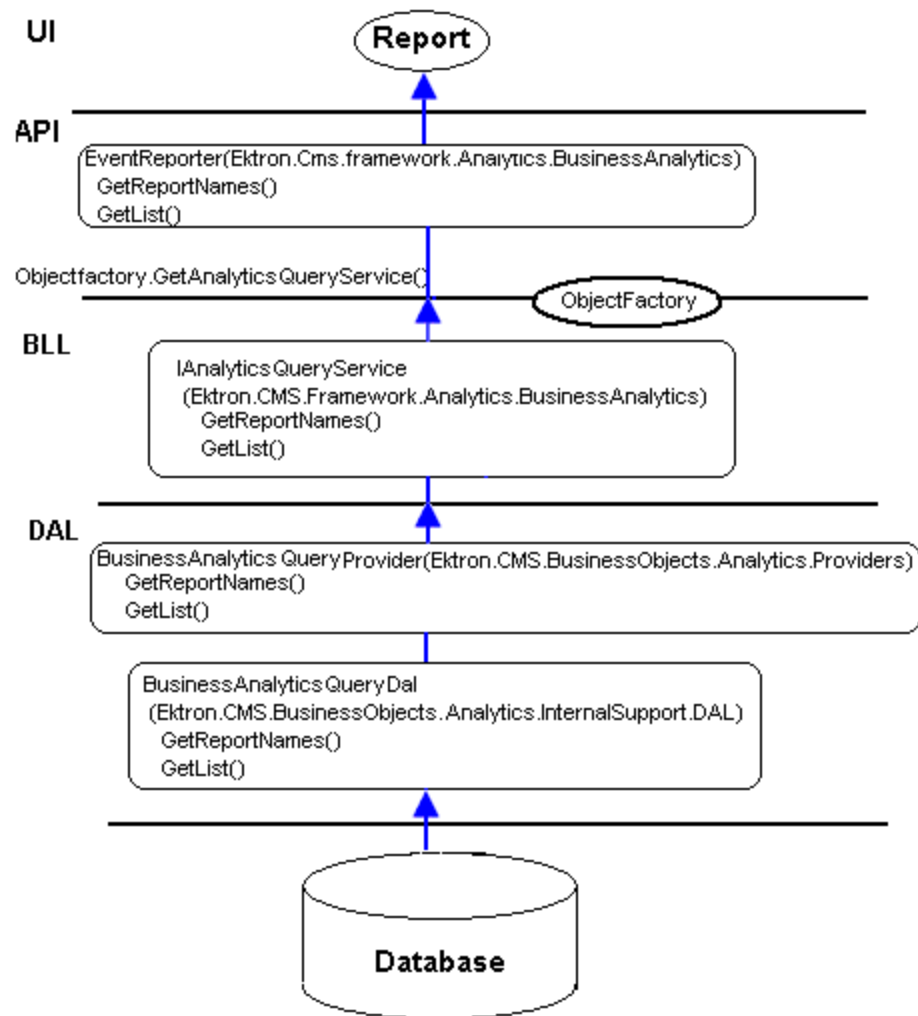 UI
Report
API
EventReporter(Ektron.Cms.framework.Analytics.BusinessAnalytics)
GetReportNames()
GetList()
Objectfactory.GetAnalyticsQueryService()
ObjectFactory
BLL
IAnalyticsQueryService
(Ektron.CMS.Framework.Analytics.BusinessAnalytics)
GetReportNames()
GetList()
DAL
BusinessAnalyticsQueryProvider(Ektron.CMS.BusinessObjects.Analytics.Providers)
GetReportNames()
GetList()
BusinessAnalyticsQueryDal
(Ektron.CMS.BusinessObjects.Analytics.InternalSupport.DAL)
GetReportNames()
GetList()
Database